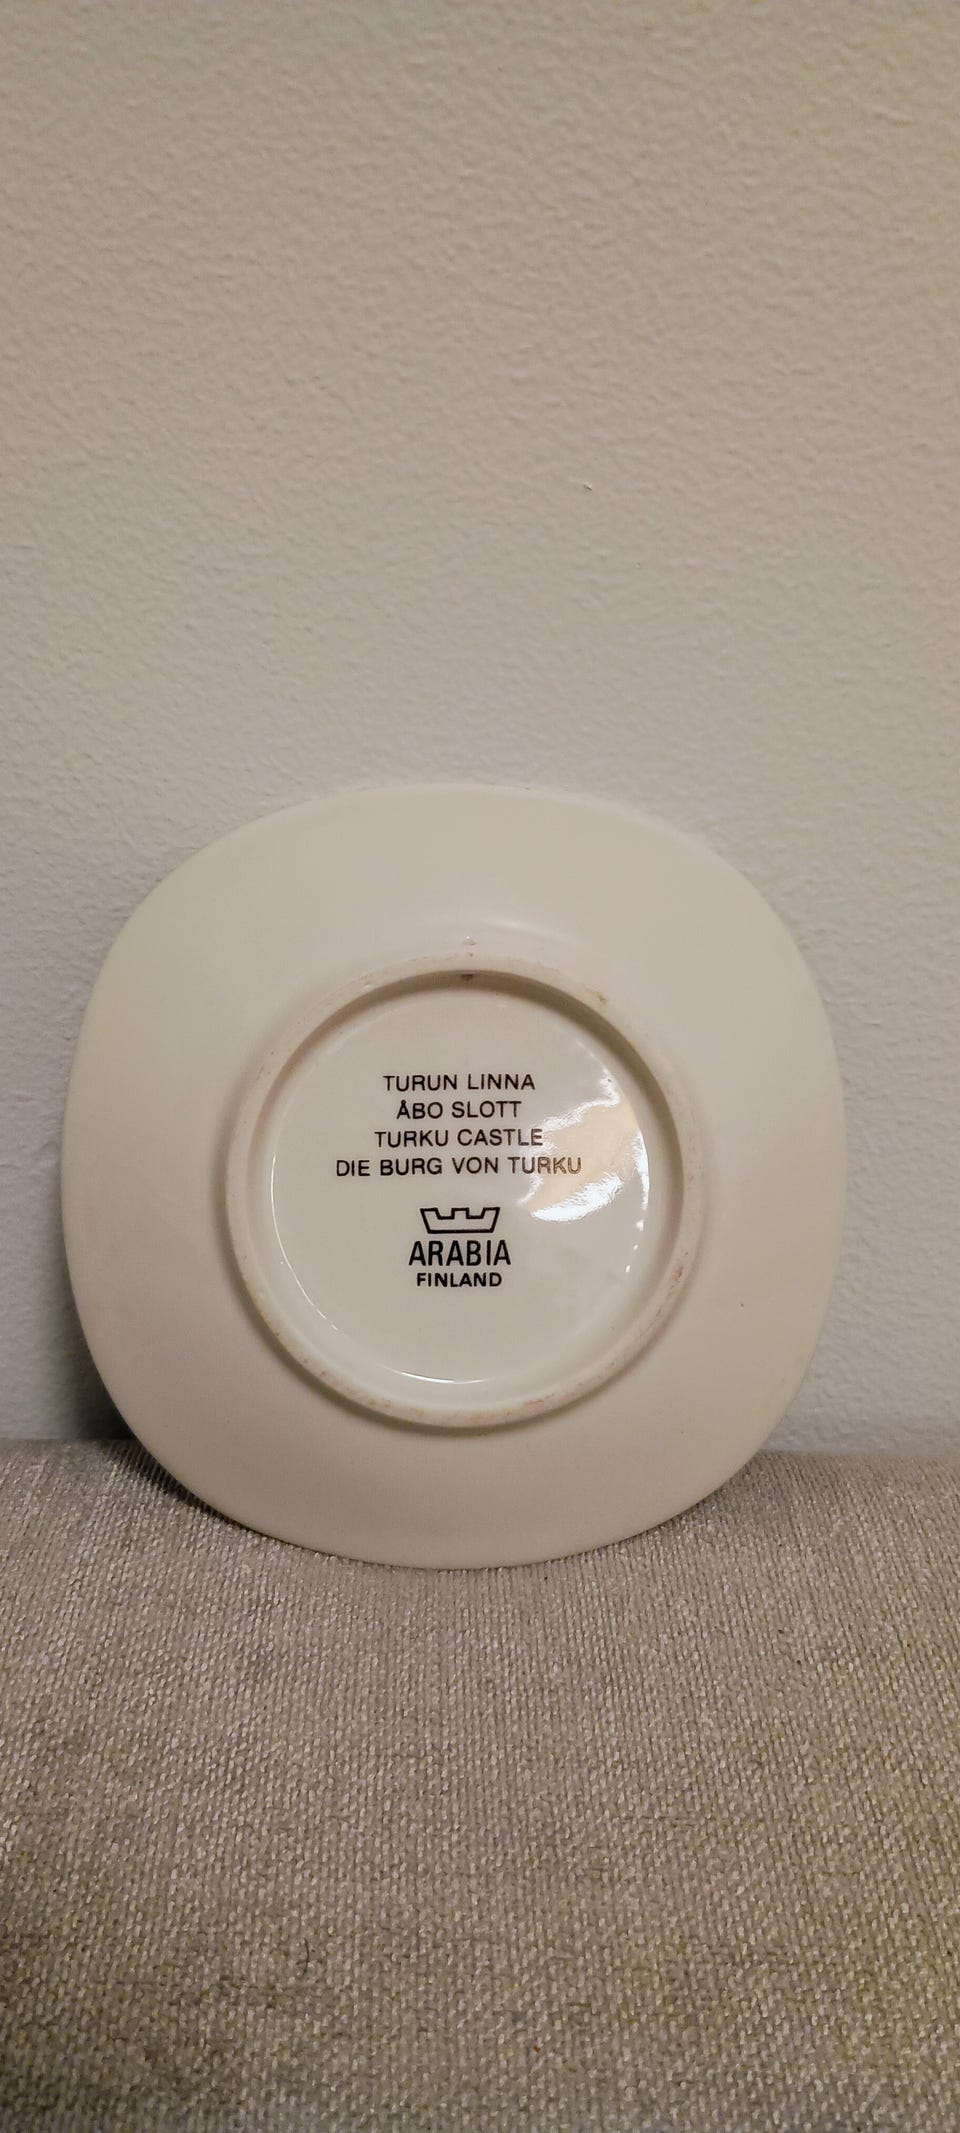 TURUN LINNA
ÅBO SLOTT
TURKU CASTLE
DIE BURG VON TURKU
ARABIA
FINLAND